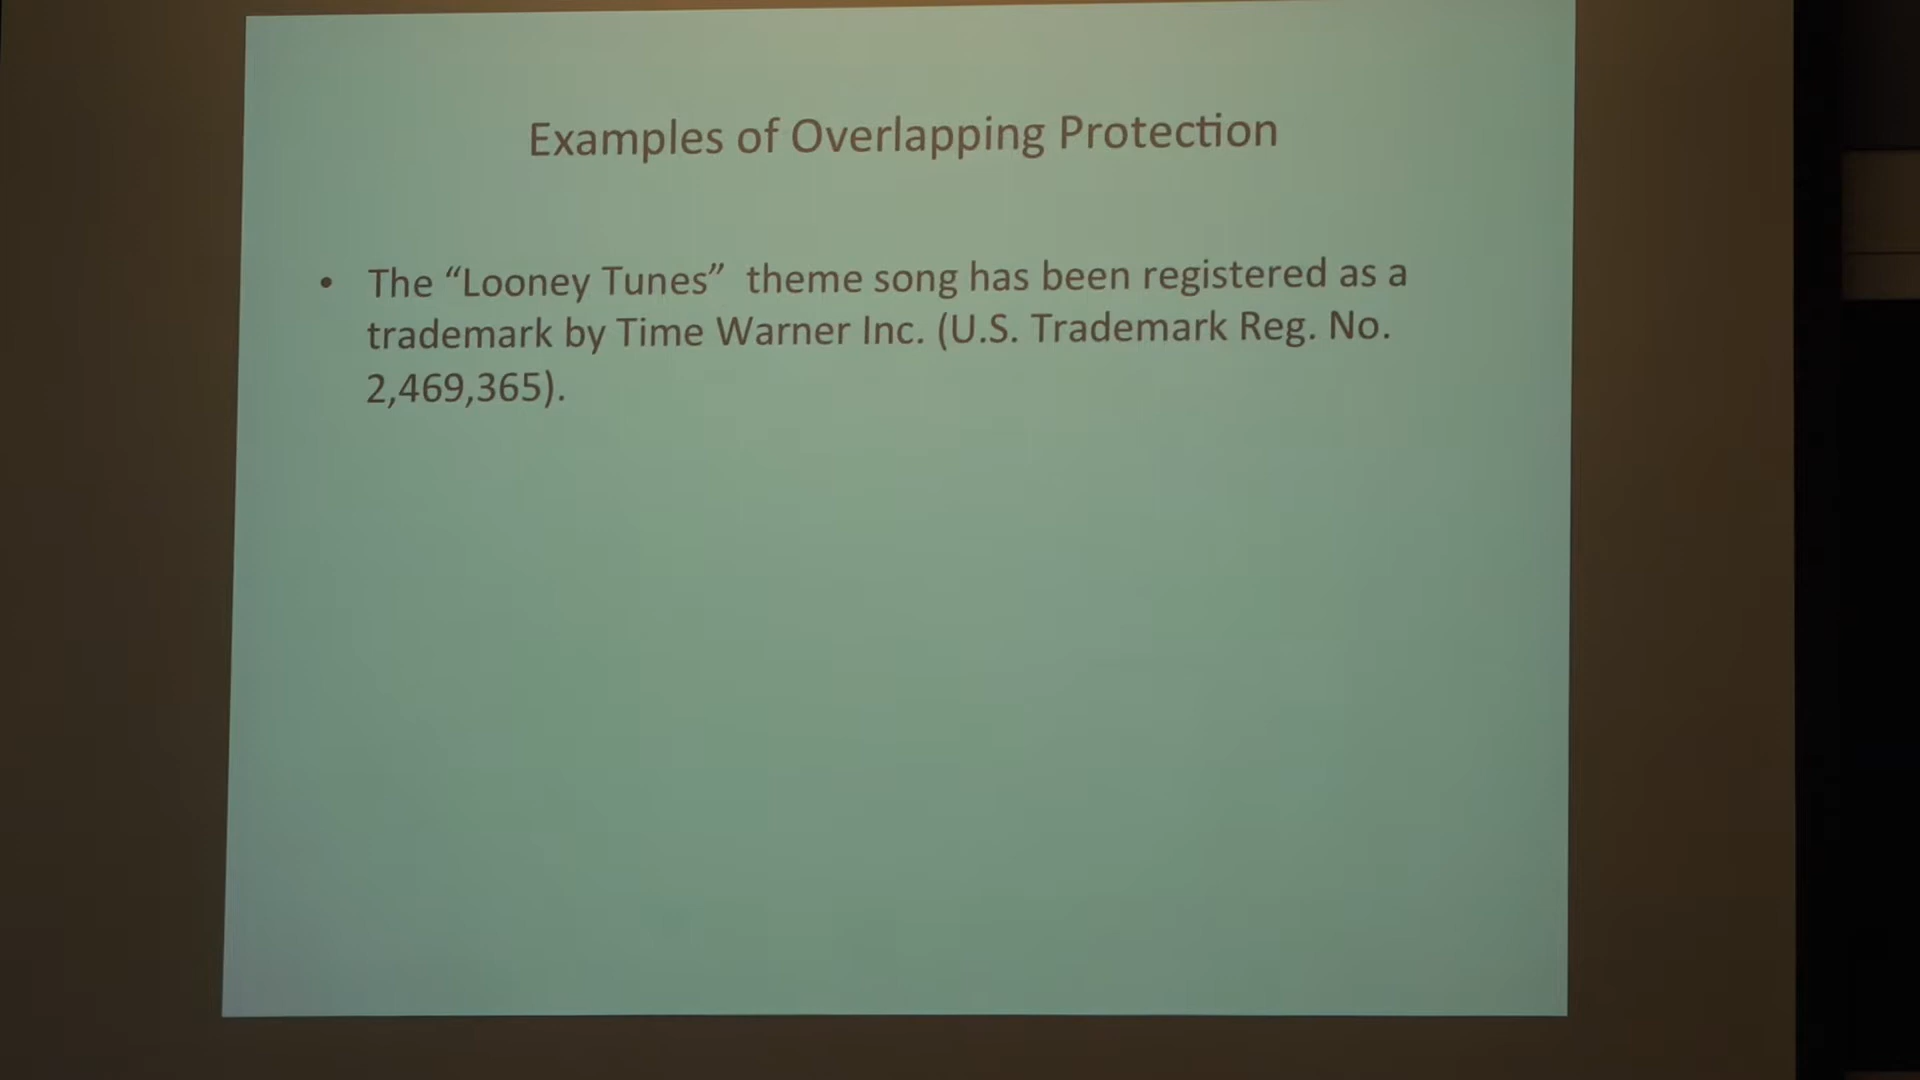 Examples of Overlapping Protection
• The “Looney Tunes” theme song has been registered as a
trademark by Time Warner Inc. (U.S. Trademark Reg. No.
2,469,365).